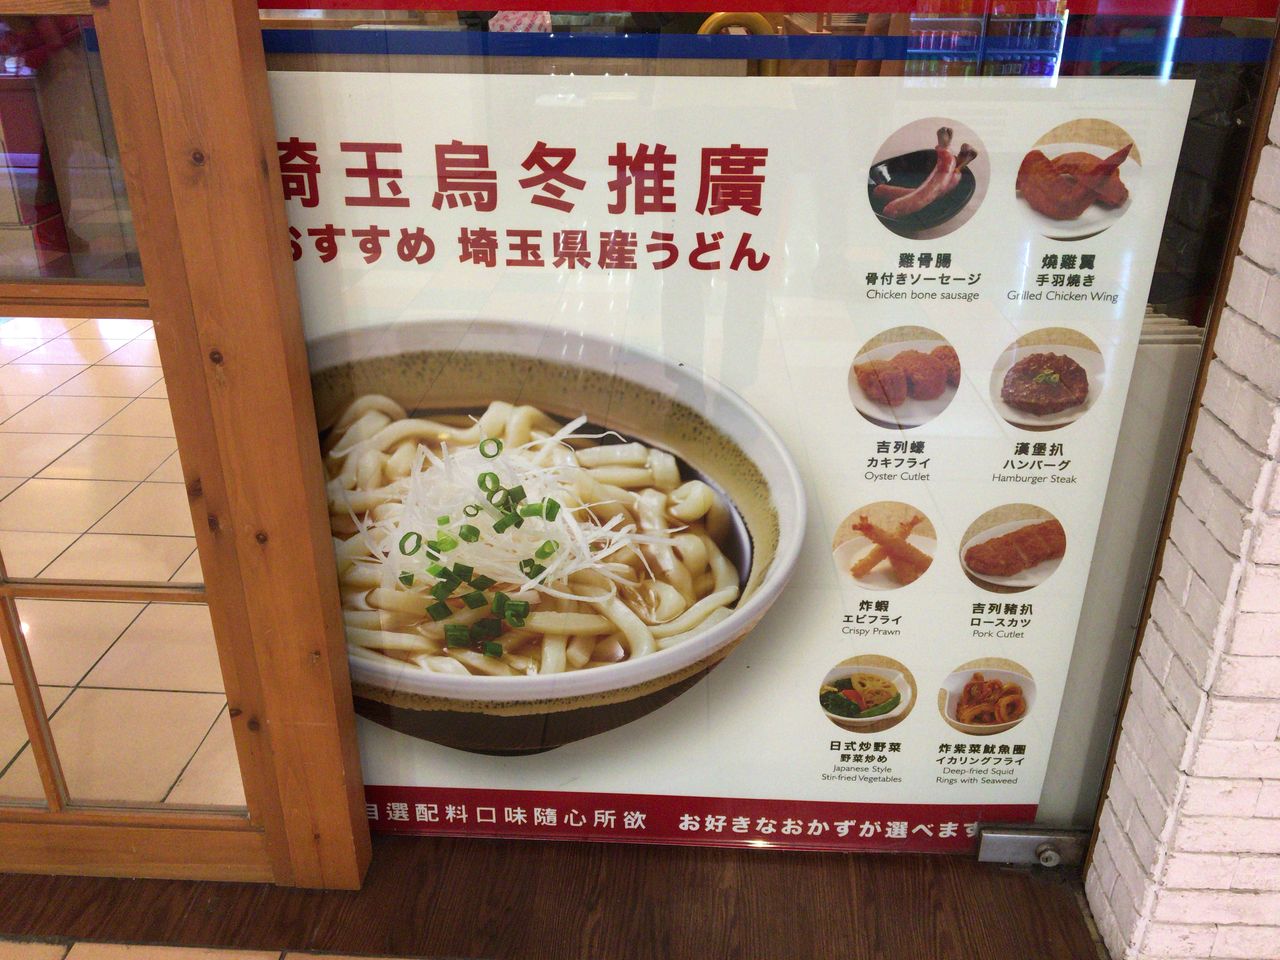 埼玉烏冬推廣
おすすめ 埼玉県産うどん
雞骨腸
骨付きソーセージ
Chicken bone sausage
燒雞翼
手羽焼き
Grilled Chicken Wing
吉列蠔
カキフライ
Oyster Cutlet
漢堡扒
ハンバーグ
Hamburger Steak
炸蝦
エビフライ
Crispy Prawn
吉列豬扒
ロースカツ
Pork Cutlet
日式炒野菜
野菜炒め
Japanese Style
Stir-fried Vegetables
炸紫菜魷魚圈
イカリングフライ
Deep-fried Squid
Rings with Seaweed
自選配料口味隨心所欲 お好きなおかずが選べます